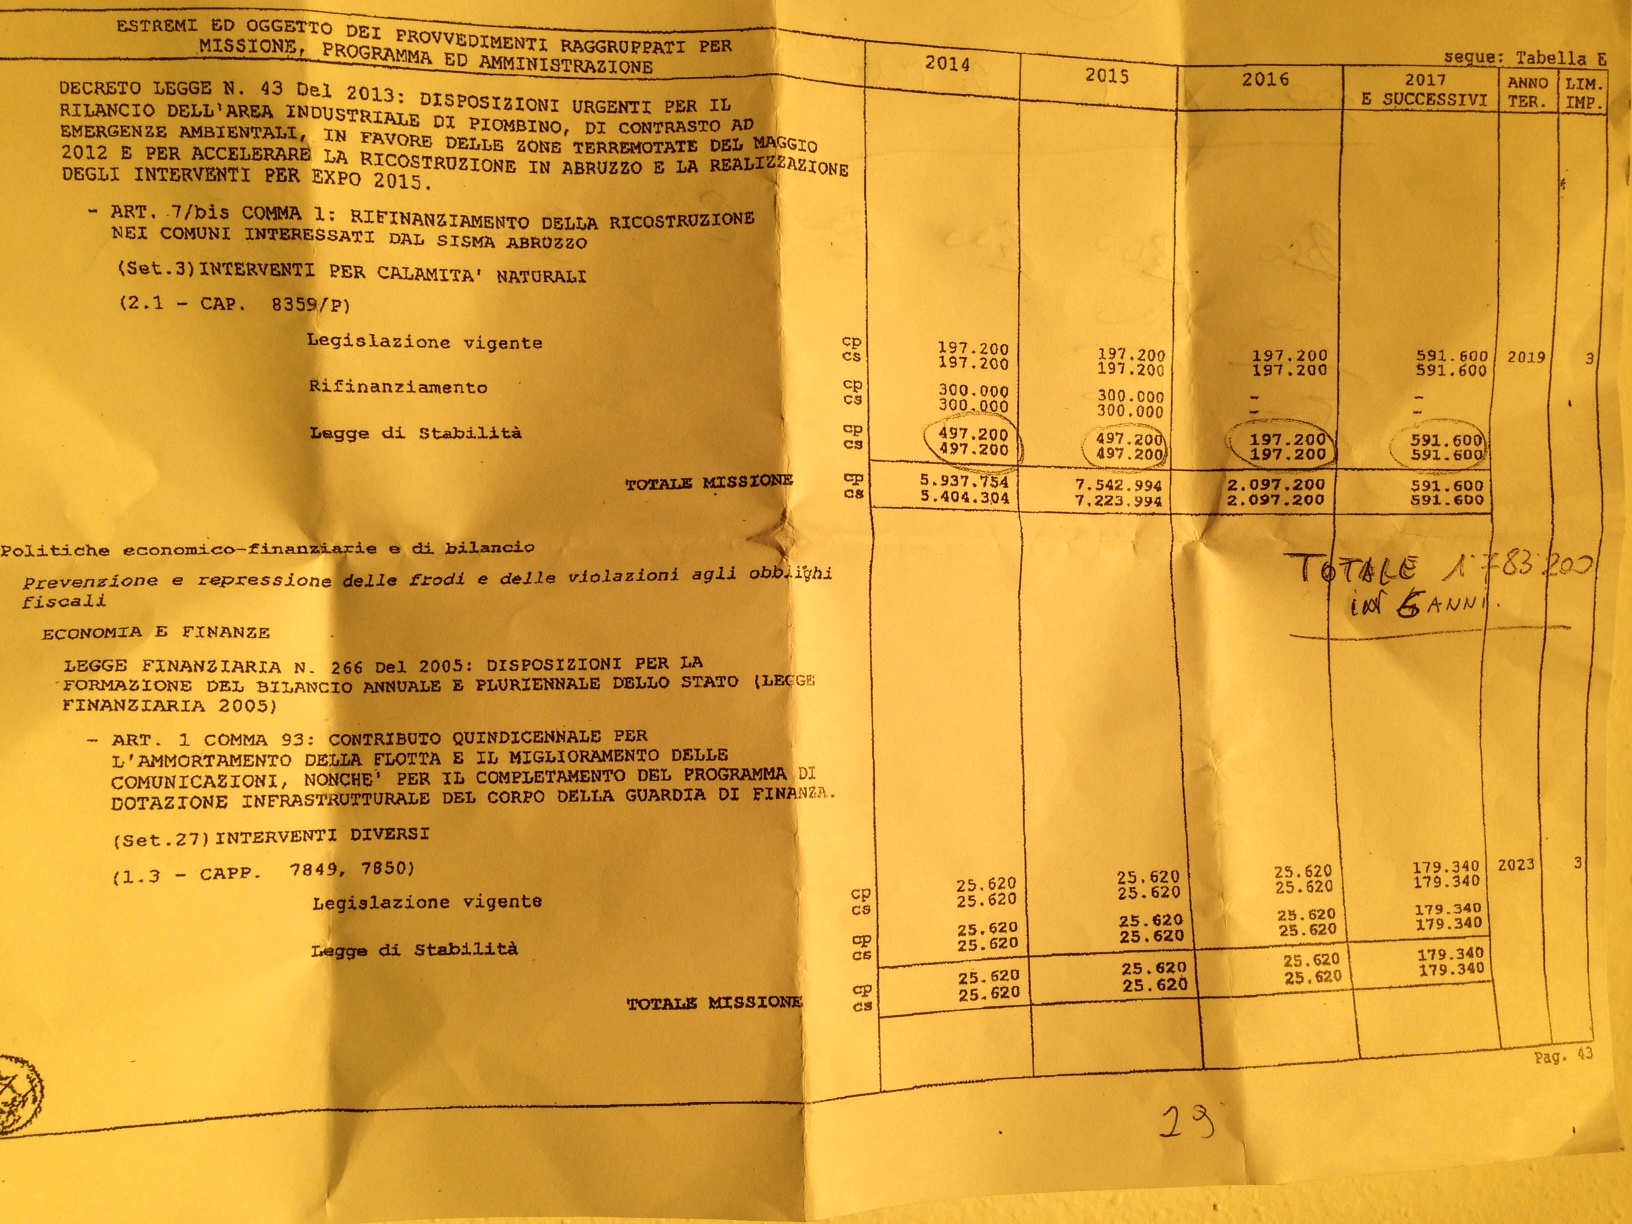 segue: Tabella E
ESTREMI ED OGGETTO DEI PROVVEDIMENTI RAGGRUPPATI PER
MISSIONE, PROGRAMMA ED AMMINISTRAZIONE
2014 2015 2016 2017 E SUCCESSIVI ANNO TER. LIM. IMP.
DECRETO LEGGE N. 43 Del 2013: DISPOSIZIONI URGENTI PER IL
RILANCIO DELL'AREA INDUSTRIALE DI PIOMBINO, DI CONTRASTO AD
EMERGENZE AMBIENTALI, IN FAVORE DELLE ZONE TERREMOTATE DEL MAGGIO
2012 E PER ACCELERARE LA RICOSTRUZIONE IN ABRUZZO E LA REALIZZAZIONE
DEGLI INTERVENTI PER EXPO 2015.
- ART. 7/bis COMMA 1: RIFINANZIAMENTO DELLA RICOSTRUZIONE
NEI COMUNI INTERESSATI DAL SISMA ABRUZZO
(Set.3)INTERVENTI PER CALAMITA' NATURALI
(2.1 - CAP. 8359/P)
Legislazione vigente cp 197.200 197.200 197.200 591.600 2019 3
cs 197.200 197.200 197.200 591.600
Rifinanziamento cp 300.000 300.000 - -
cs 300.000 300.000 - -
Legge di Stabilità cp 497.200 497.200 197.200 591.600
cs 497.200 497.200 197.200 591.600
TOTALE MISSIONE cp 5.937.754 7.542.994 2.097.200 591.600
cs 5.404.304 7.223.994 2.097.200 591.600
TOTALE 1.783.200
in 6 ANNI.
Politiche economico-finanziarie e di bilancio
Prevenzione e repressione delle frodi e delle violazioni agli obblighi
fiscali
ECONOMIA E FINANZE
LEGGE FINANZIARIA N. 266 Del 2005: DISPOSIZIONI PER LA
FORMAZIONE DEL BILANCIO ANNUALE E PLURIENNALE DELLO STATO (LEGGE
FINANZIARIA 2005)
- ART. 1 COMMA 93: CONTRIBUTO QUINDICENNALE PER
L'AMMORTAMENTO DELLA FLOTTA E IL MIGLIORAMENTO DELLE
COMUNICAZIONI, NONCHE' PER IL COMPLETAMENTO DEL PROGRAMMA DI
DOTAZIONE INFRASTRUTTURALE DEL CORPO DELLA GUARDIA DI FINANZA.
(Set.27)INTERVENTI DIVERSI
(1.3 - CAPP. 7849, 7850)
Legislazione vigente cp 25.620 25.620 25.620 179.340 2023 3
cs 25.620 25.620 25.620 179.340
Legge di Stabilità cp 25.620 25.620 25.620 179.340
cs 25.620 25.620 25.620 179.340
TOTALE MISSIONE cp 25.620 25.620 25.620 179.340
cs 25.620 25.620 25.620 179.340
Pag. 43
29